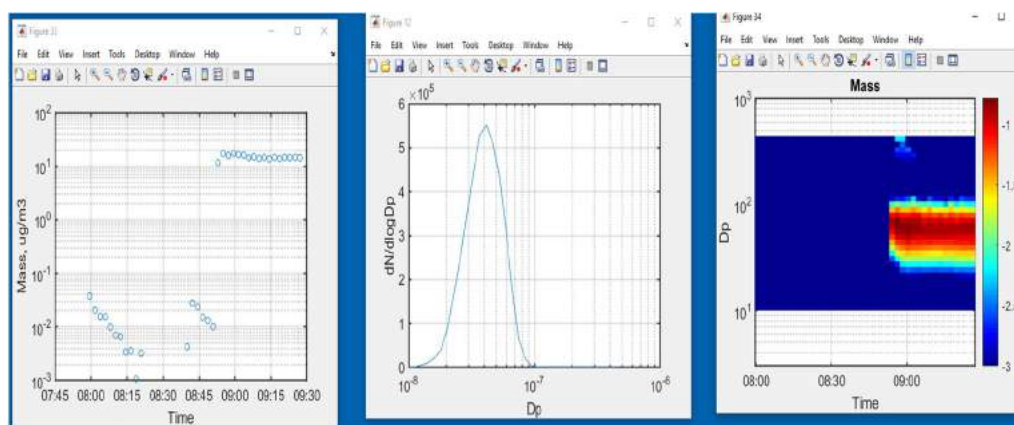 Figure 33
File Edit View Insert Tools Desktop Window Help
10^2
10^1
10^0
10^-1
10^-2
10^-3
Mass, ug/m3
07:45 08:00 08:15 08:30 08:45 09:00 09:15 09:30
Time
Figure 12
File Edit View Insert Tools Desktop Window Help
×10^5
6
5
4
3
2
1
0
dN/dlogDp
10^-8 10^-7 10^-6
Dp
Figure 34
File Edit View Insert Tools Desktop Window Help
Mass
10^3
10^2
10^1
Dp
08:00 08:30 09:00
Time
-1
-1.5
-2
-2.5
-3